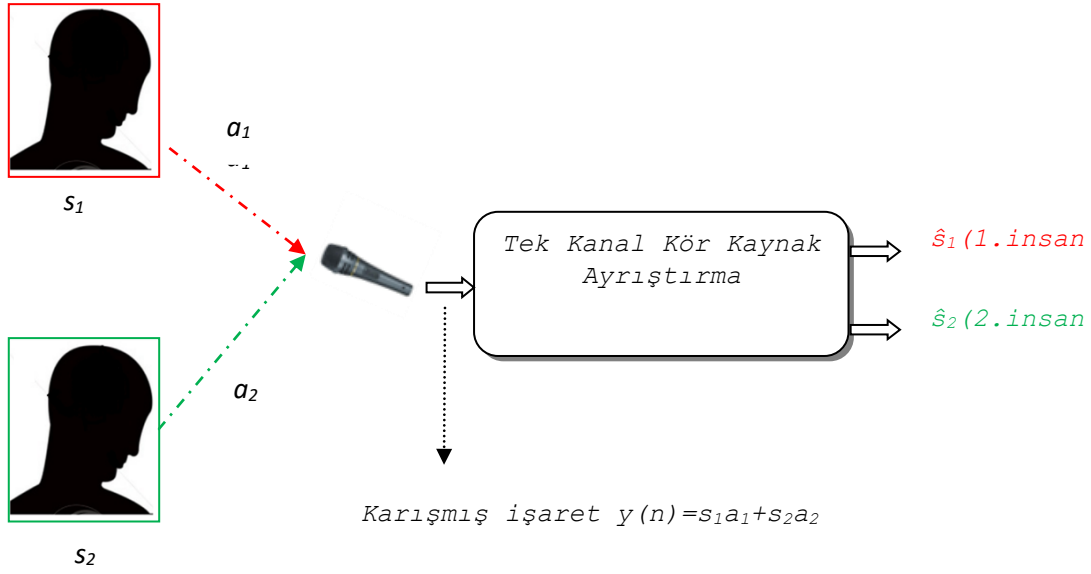 a₁
s₁
Tek Kanal Kör Kaynak
Ayrıştırma
ŝ₁(1.insan
ŝ₂(2.insan
a₂
Karışmış işaret y(n)=s₁a₁+s₂a₂
s₂